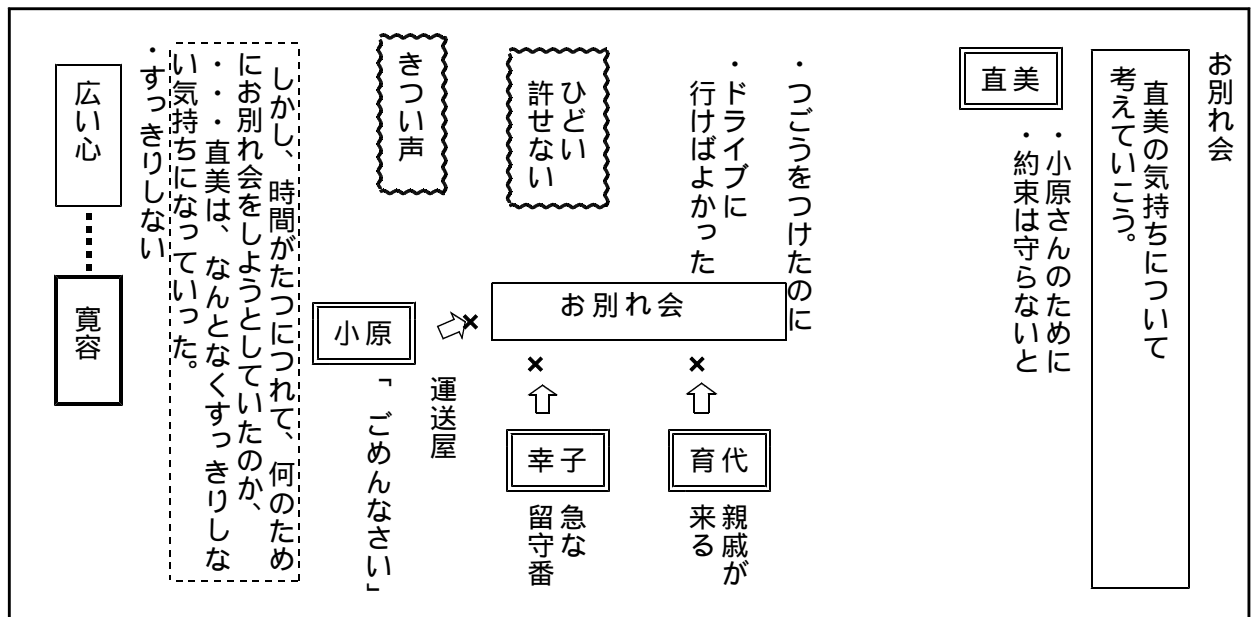 お別れ会
直美の気持ちについて
考えていこう。
直美
・小原さんのために
・約束は守らないと
・つごうをつけたのに
・ドライブに
行けばよかった
お別れ会
育代
親戚が
来る
ひどい
許せない
幸子
急な
留守番
きつい声
運送屋
小原
「ごめんなさい」
しかし、時間がたつにつれて、何のため
にお別れ会をしようとしていたのか、
・・・直美は、なんとなくすっきりしな
い気持ちになっていった。
・すっきりしない
広い心
寛容